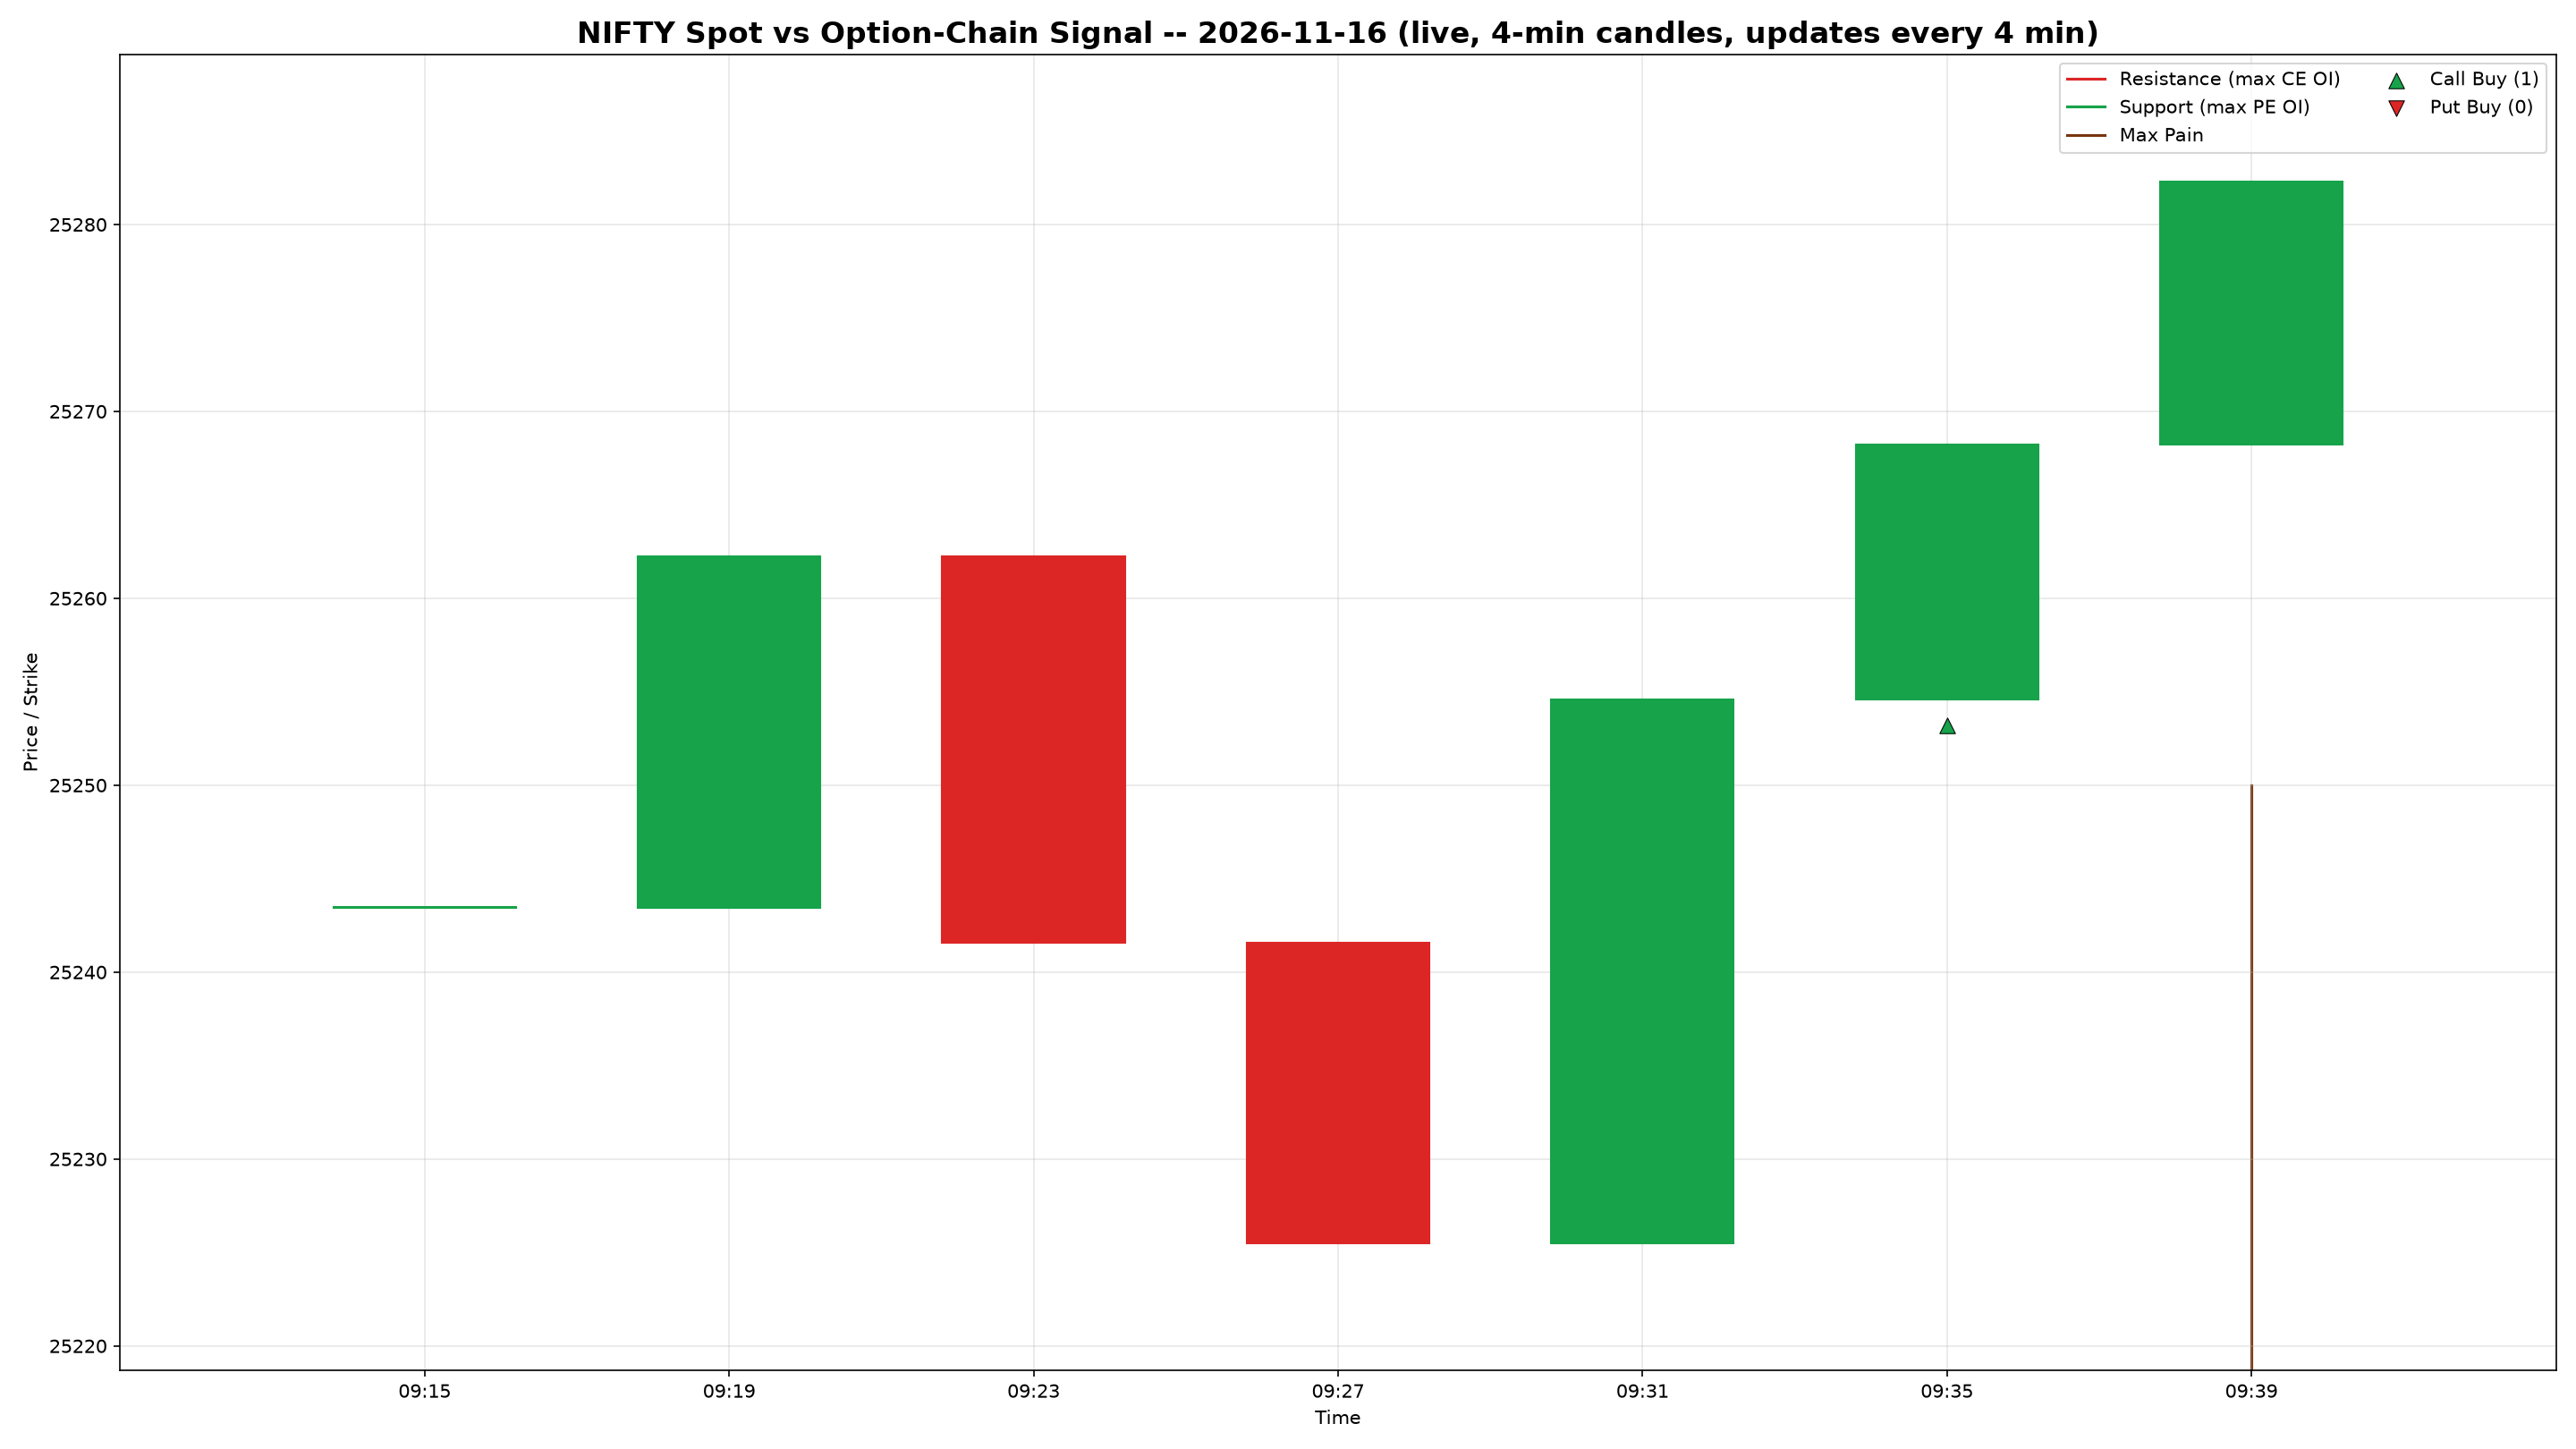 NIFTY Spot vs Option-Chain Signal -- 2026-11-16 (live, 4-min candles, updates every 4 min)
Resistance (max CE OI)
Support (max PE OI)
Max Pain
Call Buy (1)
Put Buy (0)
Price / Strike
25280
25270
25260
25250
25240
25230
25220
09:15 09:19 09:23 09:27 09:31 09:35 09:39
Time